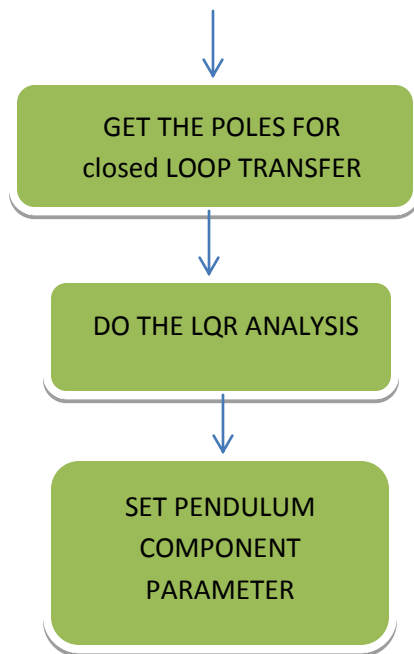 GET THE POLES FOR
closed LOOP TRANSFER
DO THE LQR ANALYSIS
SET PENDULUM
COMPONENT
PARAMETER